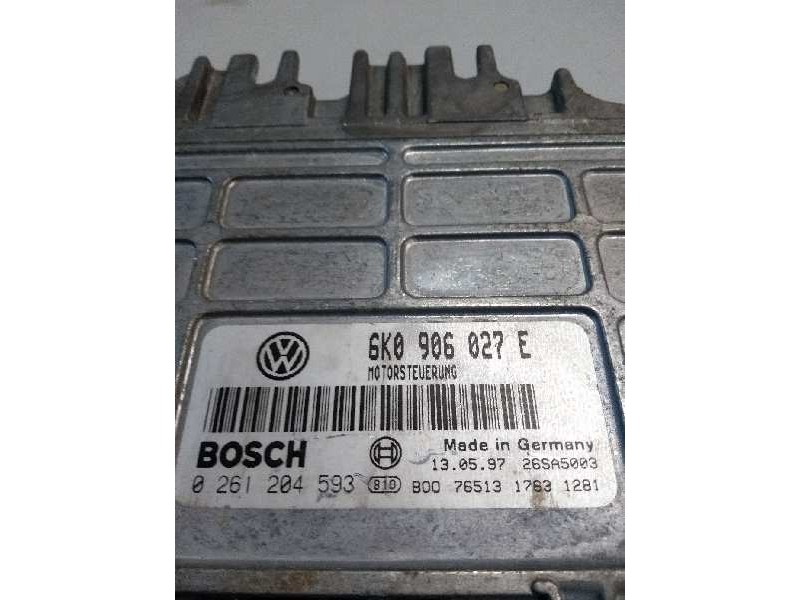 6K0 906 027 E
MOTORSTEUERUNG
BOSCH
Made in Germany
13.05.97 26SA5003
0 261 204 593 810 B00 76513 1763 1281